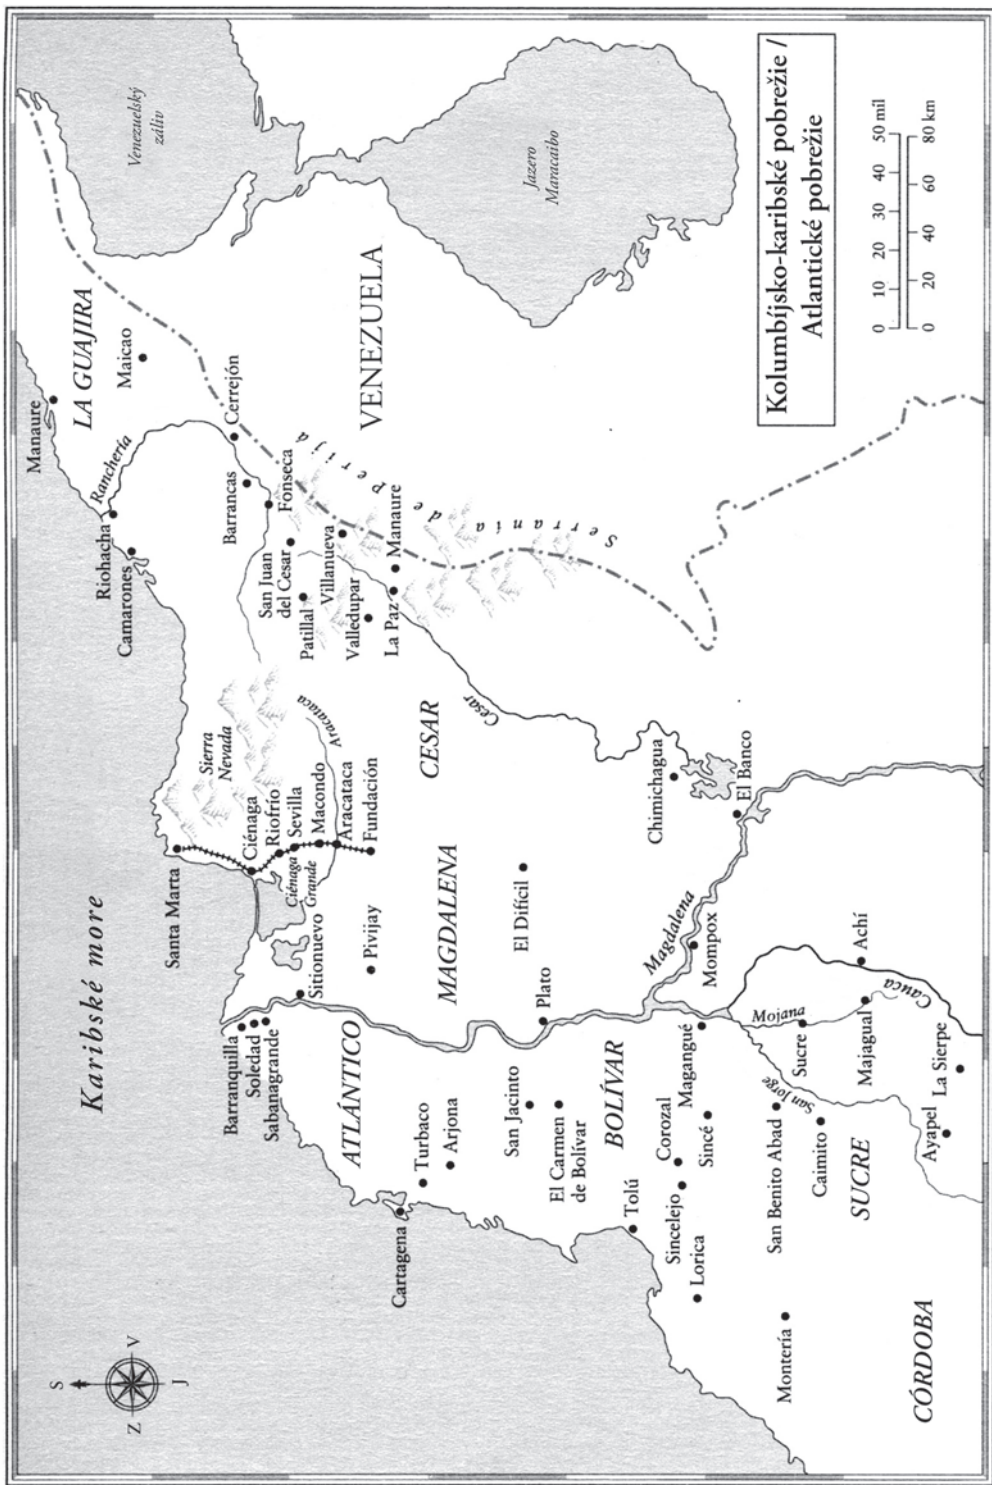 Karibské more
S
Z
V
J
Venezuelský
záliv
Jazero
Maracaibo
LA GUAJIRA
Manaure
Maicao
Riohacha
Ranchería
Camarones
Cerrejón
Barrancas
Fonseca
San Juan
del Cesar
Villanueva
Patillal
Valledupar
La Paz
Manaure
Serranía de Perijá
VENEZUELA
Sierra
Nevada
Santa Marta
Ciénaga
Riofrío
Sevilla
Macondo
Aracataca
Fundación
Aracataca
Ciénaga
Grande
CESAR
Cesar
Sitionuevo
Pivijay
MAGDALENA
El Difícil
Plato
Chimichagua
El Banco
Magdalena
Mompox
Barranquilla
Soledad
Sabanagrande
ATLÁNTICO
Turbaco
Arjona
Cartagena
San Jacinto
El Carmen
de Bolívar
BOLÍVAR
Tolú
Corozal
Magangué
Sincelejo
Sincé
Lorica
Mojana
Sucre
San Jorge
San Benito Abad
Caimito
Majagual
Achí
Cauca
La Sierpe
Ayapel
SUCRE
Montería
CÓRDOBA
Kolumbíjsko-karibské pobrežie /
Atlantické pobrežie
0 10 20 30 40 50 mil
0 20 40 60 80 km